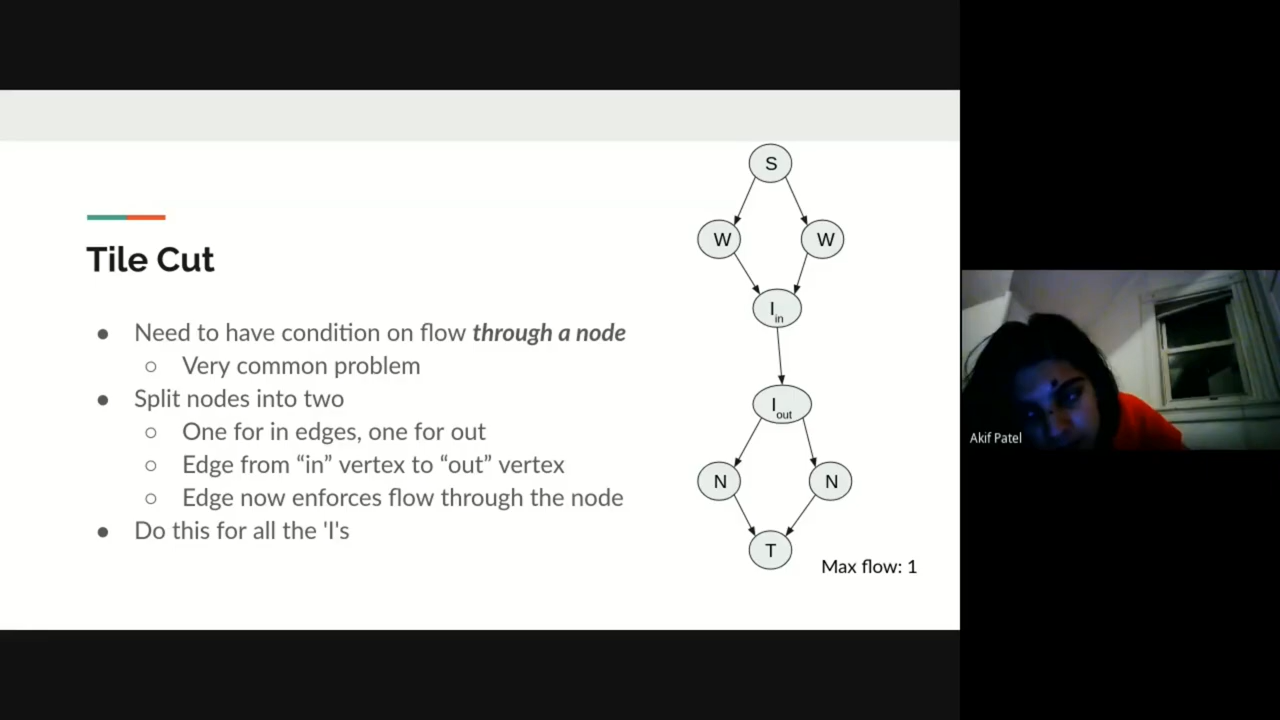 Tile Cut
● Need to have condition on flow through a node
○ Very common problem
● Split nodes into two
○ One for in edges, one for out
○ Edge from “in” vertex to “out” vertex
○ Edge now enforces flow through the node
● Do this for all the 'I's
S
W W
I in
I out
N N
T
Max flow: 1
Akif Patel